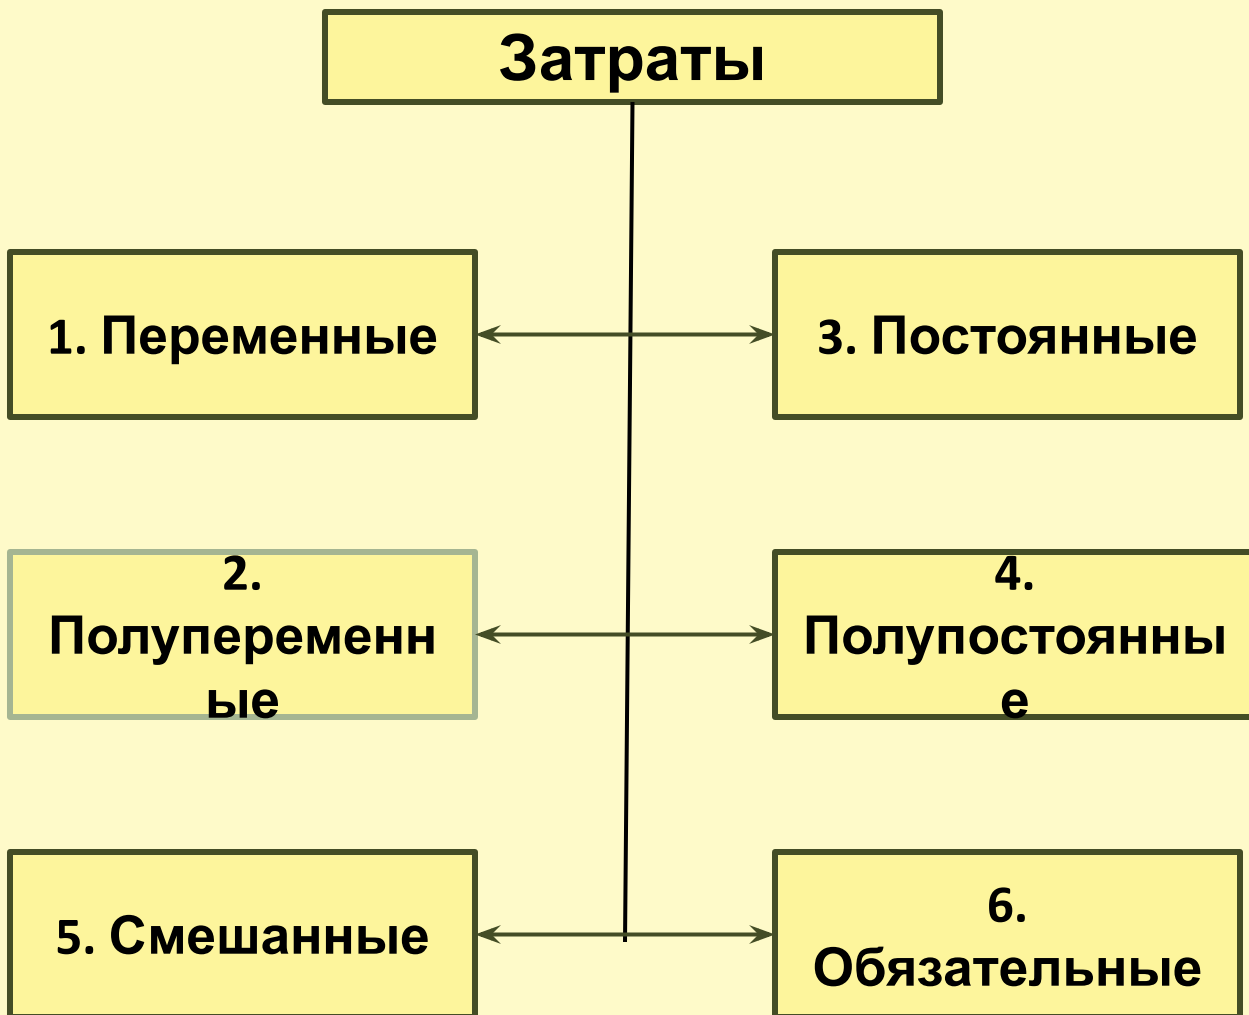 Затраты
1. Переменные
3. Постоянные
2.
Полупеременн
ые
4.
Полупостоянны
е
5. Смешанные
6.
Обязательные